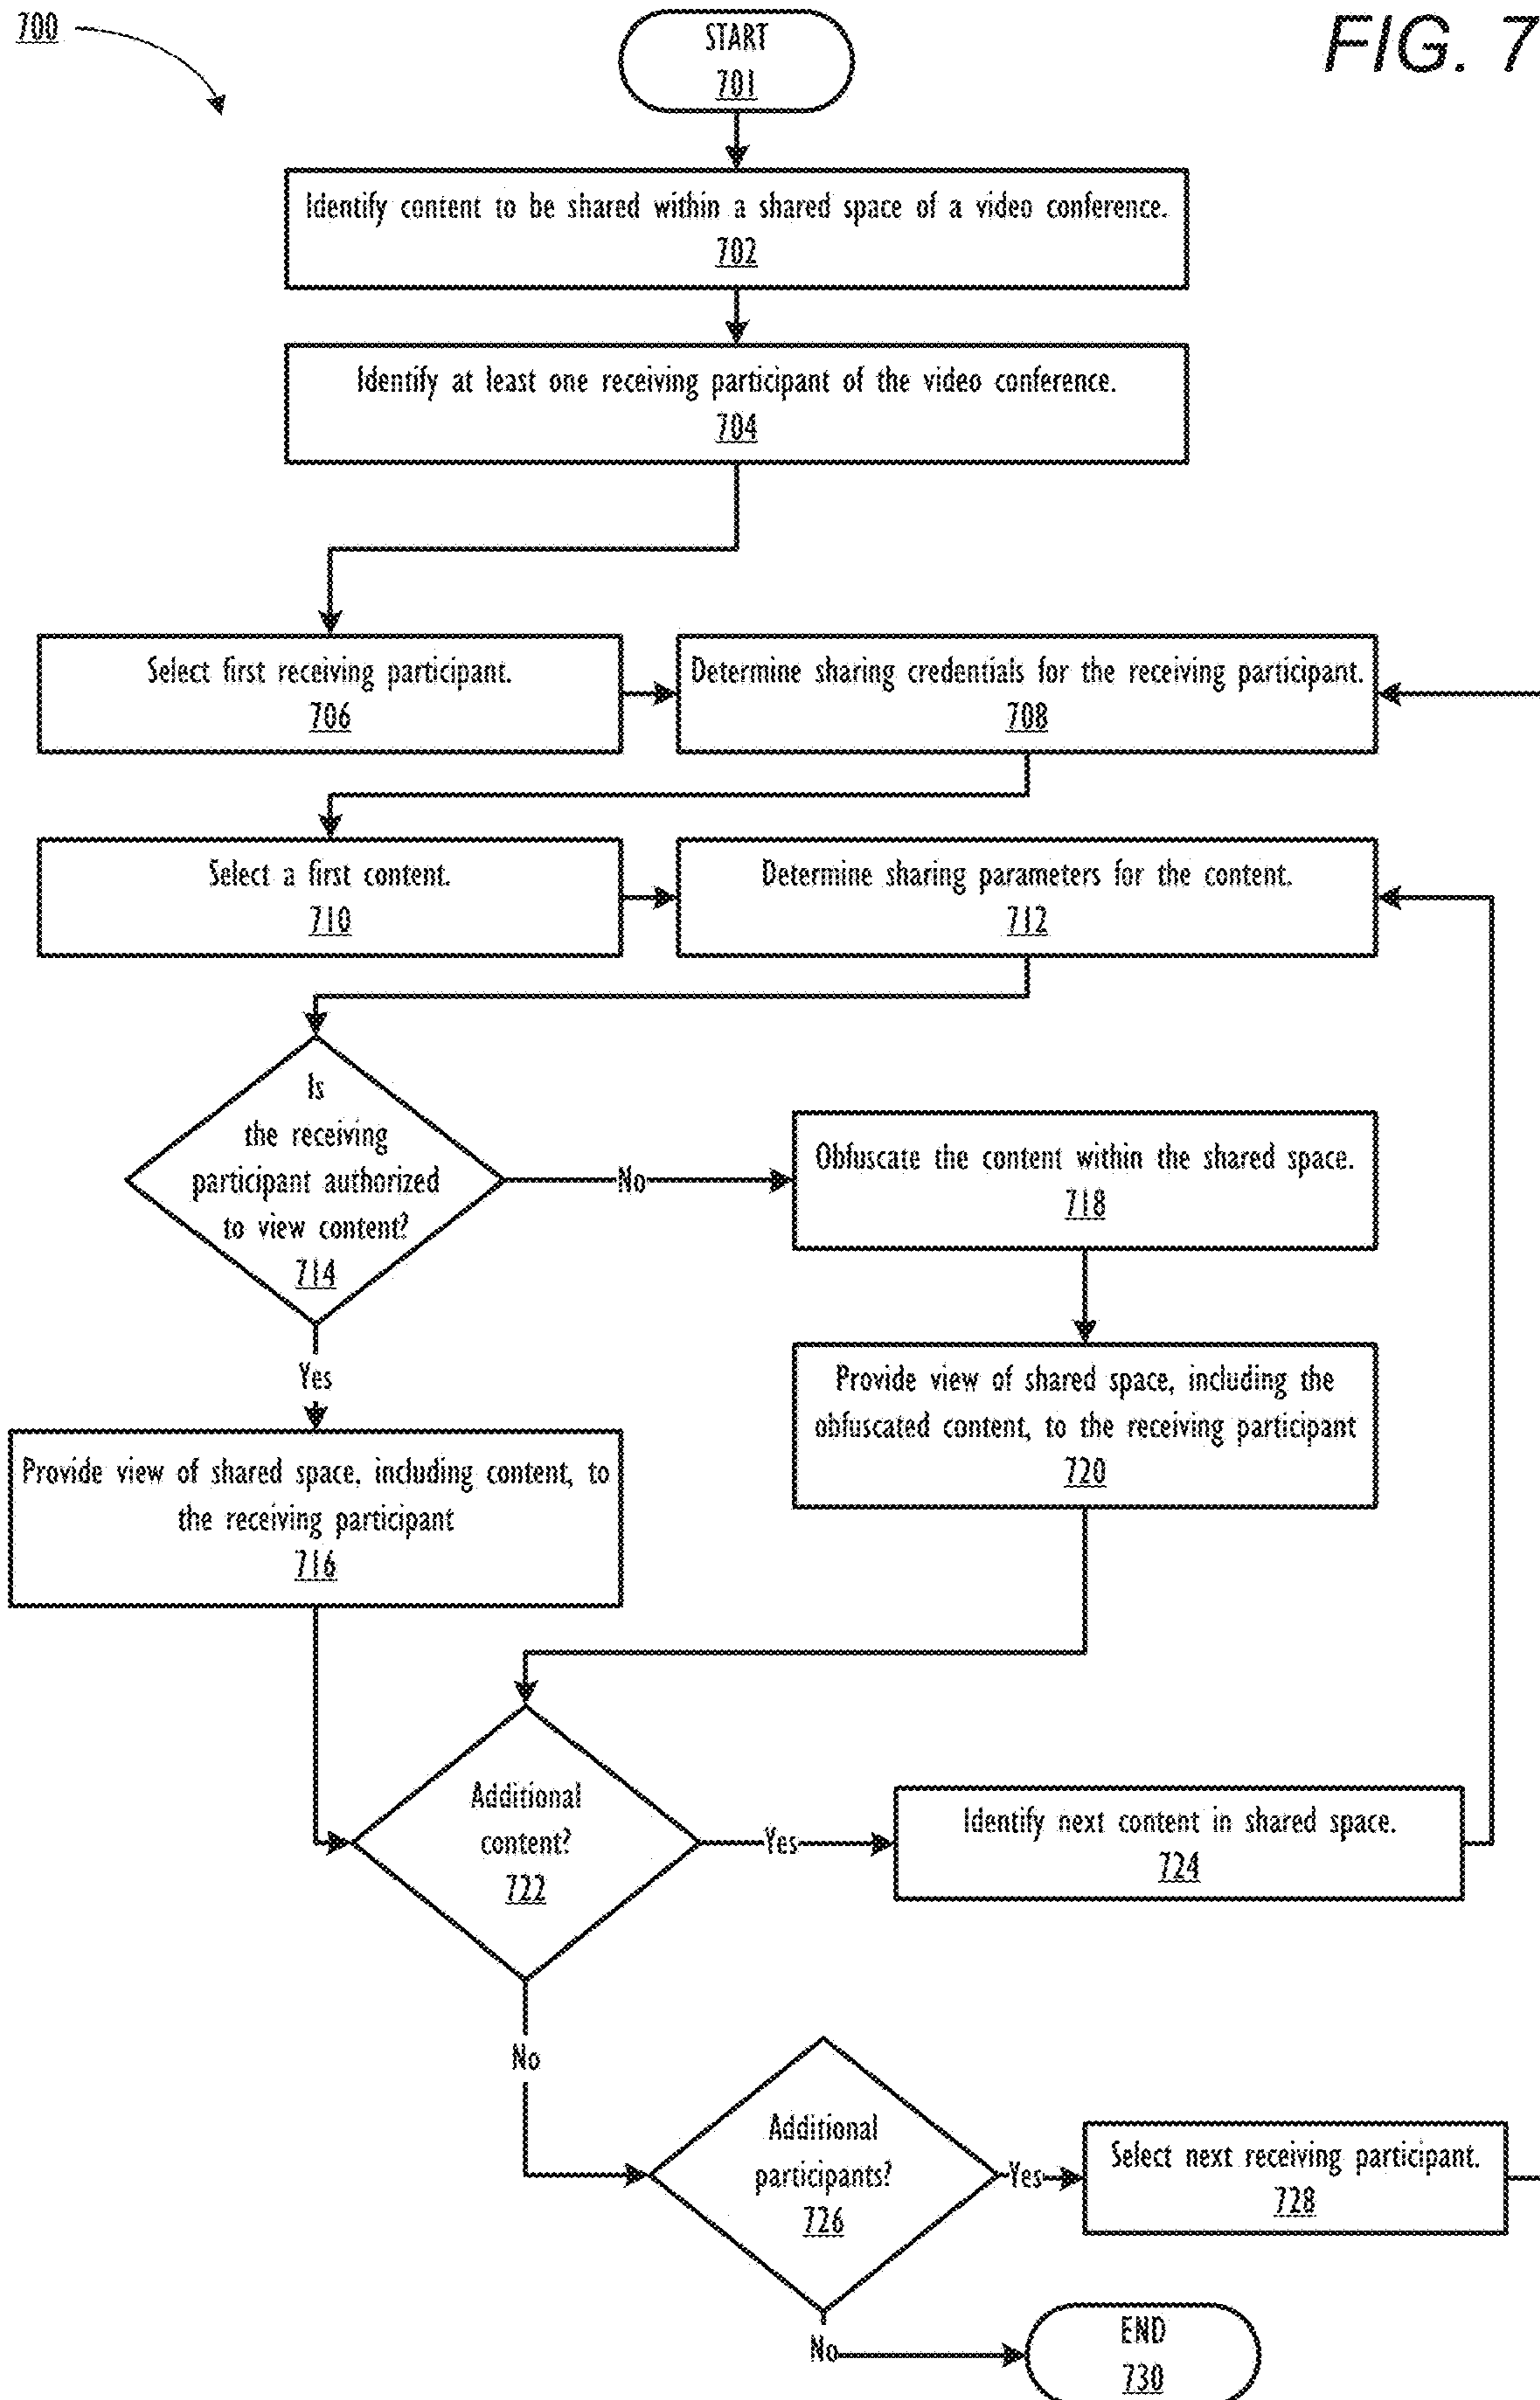 700
FIG. 7
START
701
Identify content to be shared within a shared space of a video conference.
702
Identify at least one receiving participant of the video conference.
704
Select first receiving participant.
706
Determine sharing credentials for the receiving participant.
708
Select a first content.
710
Determine sharing parameters for the content.
712
Is
the receiving
participant authorized
to view content?
714
No
Obfuscate the content within the shared space.
718
Yes
Provide view of shared space, including the
obfuscated content, to the receiving participant
720
Provide view of shared space, including content, to
the receiving participant
716
Additional
content?
722
Yes
Identify next content in shared space.
724
No
Additional
participants?
726
Yes
Select next receiving participant.
728
No
END
730